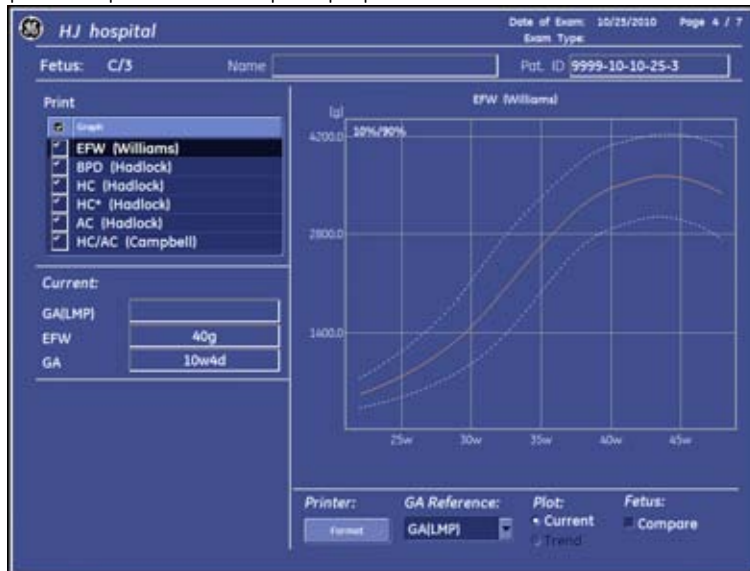 HJ hospital
Date of Exam: 10/25/2010 Page 4 / 7
Exam Type:
Fetus: C/3 Name Pat. ID 9999-10-10-25-3
Print
Graph
EFW (Williams)
BPD (Hadlock)
HC (Hadlock)
HC* (Hadlock)
AC (Hadlock)
HC/AC (Campbell)
Current:
GA(LMP)
EFW 40g
GA 10w4d
EFW (Williams)
[g]
10%/90%
4200.0
2800.0
1400.0
25w 30w 35w 40w 45w
Printer: GA Reference: Plot: Fetus:
Format GA(LMP) Current Compare
Trend